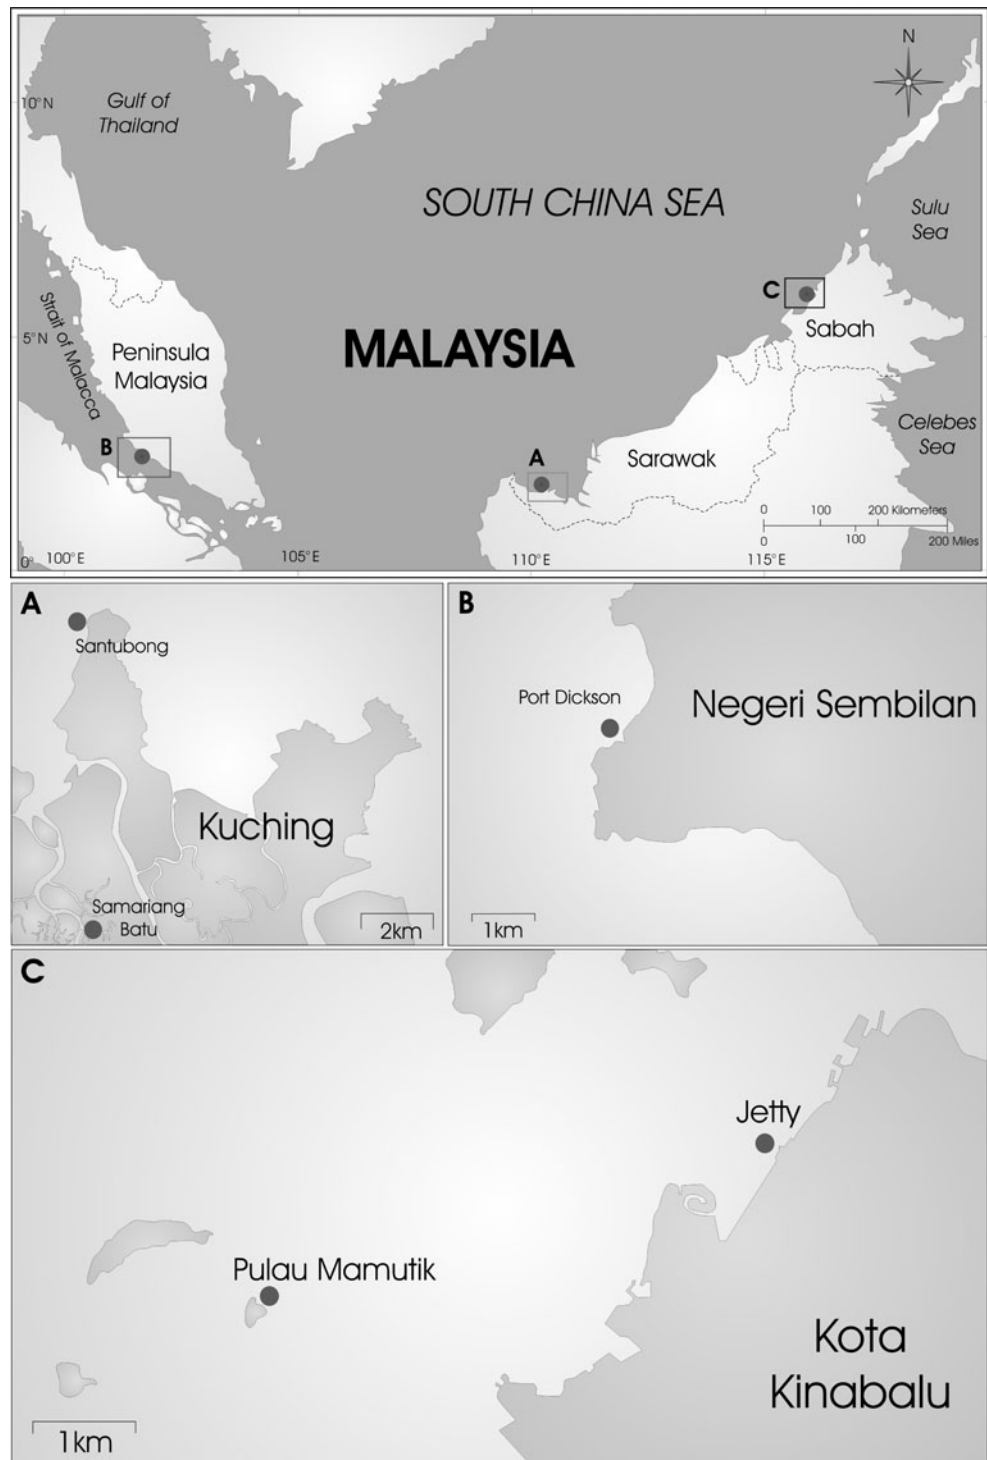 N
10°N
Gulf of
Thailand
SOUTH CHINA SEA
Sulu
Sea
C
Sabah
5°N
Strait of Malacca
Peninsula
Malaysia
MALAYSIA
Celebes
Sea
B
A
Sarawak
0 100 200 Kilometers
0 100 200 Miles
0° 100°E 105°E 110°E 115°E
A
Santubong
Kuching
Samariang
Batu
2km
B
Port Dickson
Negeri Sembilan
1km
C
Jetty
Pulau Mamutik
Kota
Kinabalu
1km